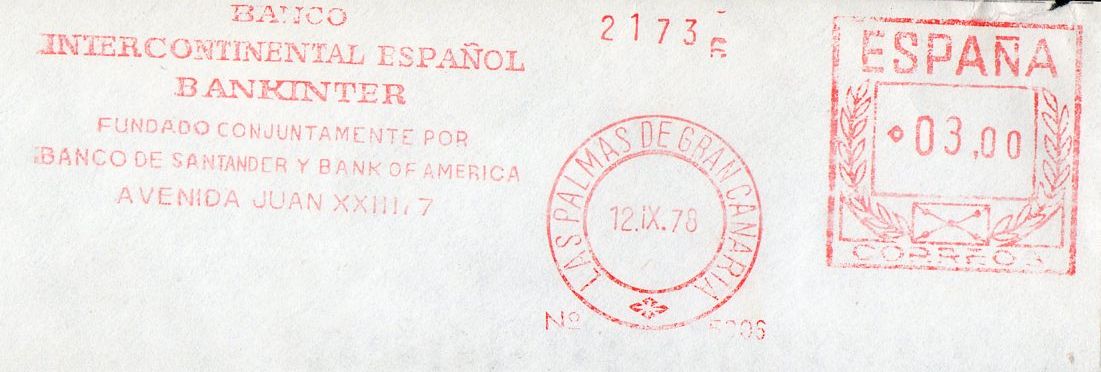 BANCO
INTERCONTINENTAL ESPAÑOL
BANKINTER
FUNDADO CONJUNTAMENTE POR
BANCO DE SANTANDER Y BANK OF AMERICA
AVENIDA JUAN XXIII, 7
2173
LAS PALMAS DE GRAN CANARIA
12.IX.78
Nº
ESPAÑA
03,00
CORREOS